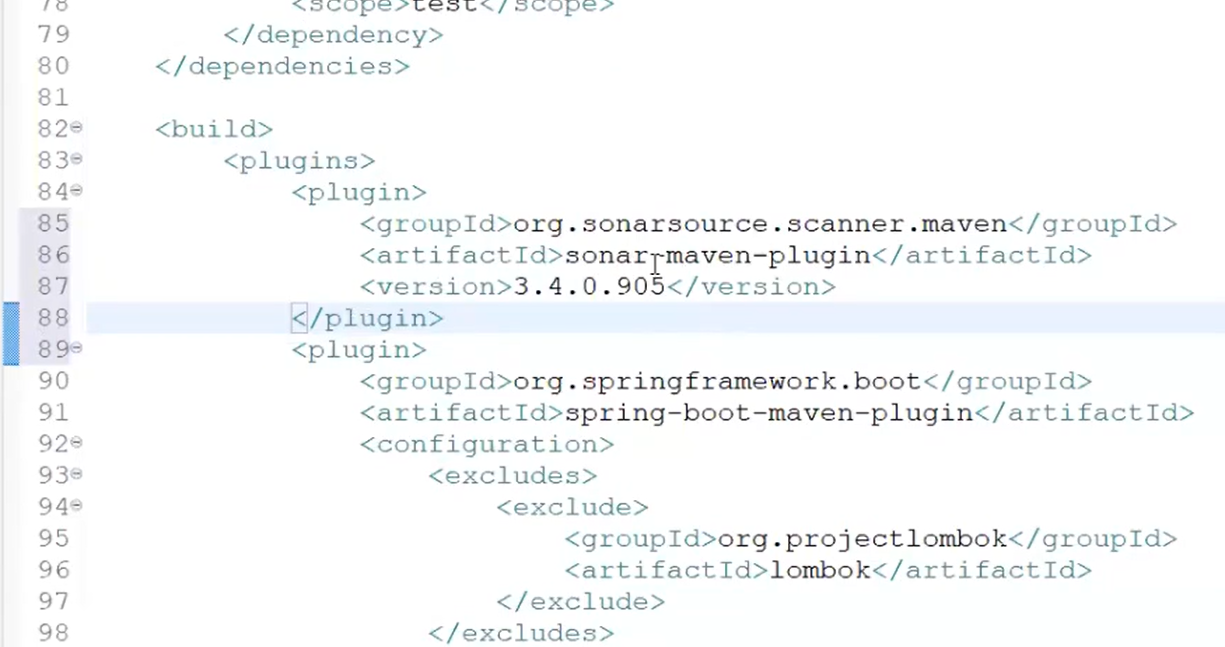 78 <scope>test</scope>
79 </dependency>
80 </dependencies>
81
82 <build>
83 <plugins>
84 <plugin>
85 <groupId>org.sonarsource.scanner.maven</groupId>
86 <artifactId>sonar-maven-plugin</artifactId>
87 <version>3.4.0.905</version>
88 </plugin>
89 <plugin>
90 <groupId>org.springframework.boot</groupId>
91 <artifactId>spring-boot-maven-plugin</artifactId>
92 <configuration>
93 <excludes>
94 <exclude>
95 <groupId>org.projectlombok</groupId>
96 <artifactId>lombok</artifactId>
97 </exclude>
98 </excludes>